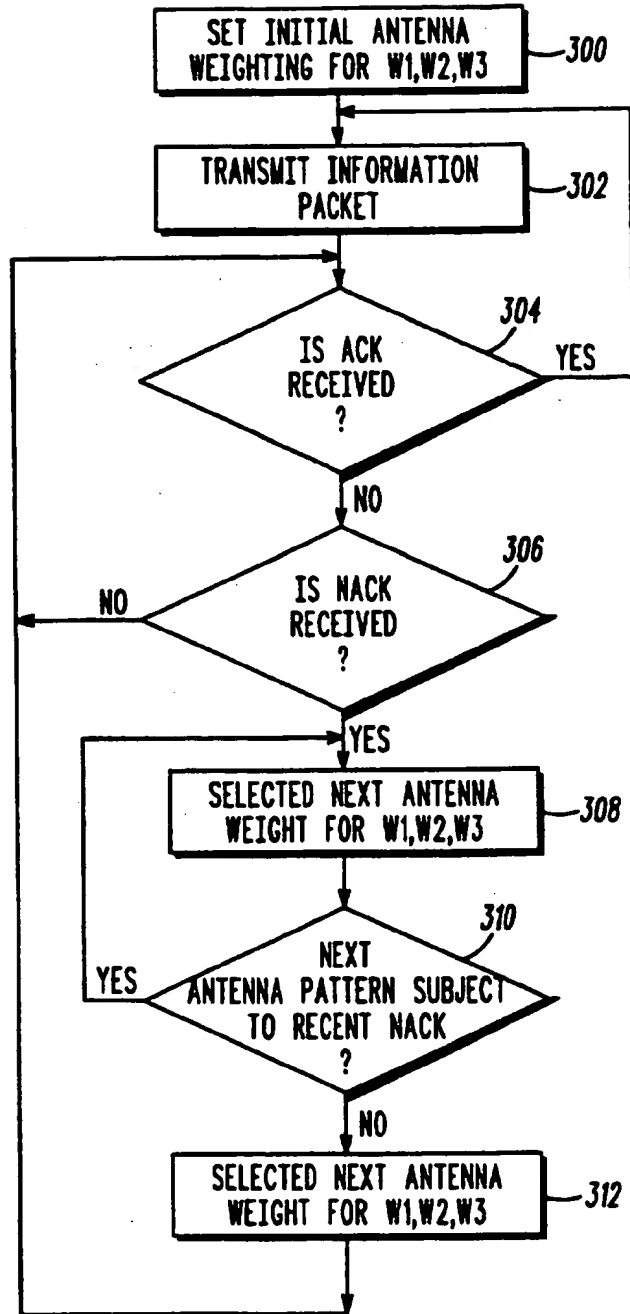 SET INITIAL ANTENNA
WEIGHTING FOR W1,W2,W3
300
TRANSMIT INFORMATION
PACKET
302
304
IS ACK
RECEIVED
?
YES
NO
306
IS NACK
RECEIVED
?
NO
YES
SELECTED NEXT ANTENNA
WEIGHT FOR W1,W2,W3
308
310
NEXT
ANTENNA PATTERN SUBJECT
TO RECENT NACK
?
YES
NO
SELECTED NEXT ANTENNA
WEIGHT FOR W1,W2,W3
312